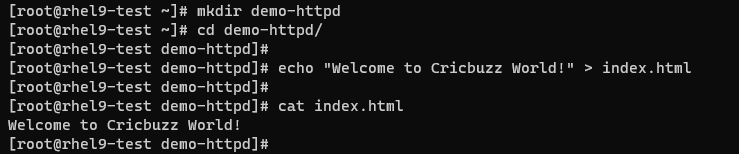 [root@rhel9-test ~]# mkdir demo-httpd
[root@rhel9-test ~]# cd demo-httpd/
[root@rhel9-test demo-httpd]#
[root@rhel9-test demo-httpd]# echo "Welcome to Cricbuzz World!" > index.html
[root@rhel9-test demo-httpd]#
[root@rhel9-test demo-httpd]# cat index.html
Welcome to Cricbuzz World!
[root@rhel9-test demo-httpd]#